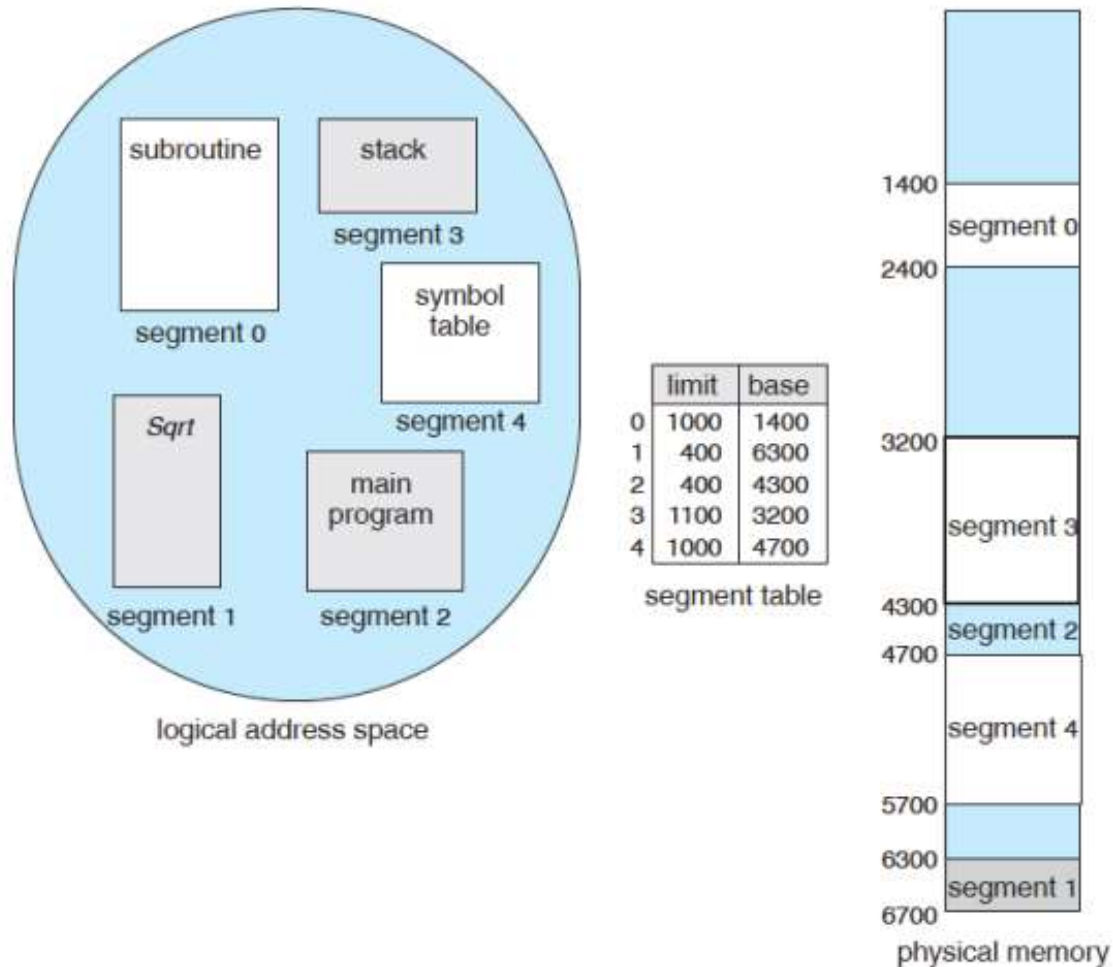 subroutine
stack
segment 3
segment 0
symbol
table
segment 4
Sqrt
main
program
segment 1
segment 2
logical address space
limit base
0 1000 1400
1 400 6300
2 400 4300
3 1100 3200
4 1000 4700
segment table
1400
segment 0
2400
3200
segment 3
4300
segment 2
4700
segment 4
5700
6300
segment 1
6700
physical memory